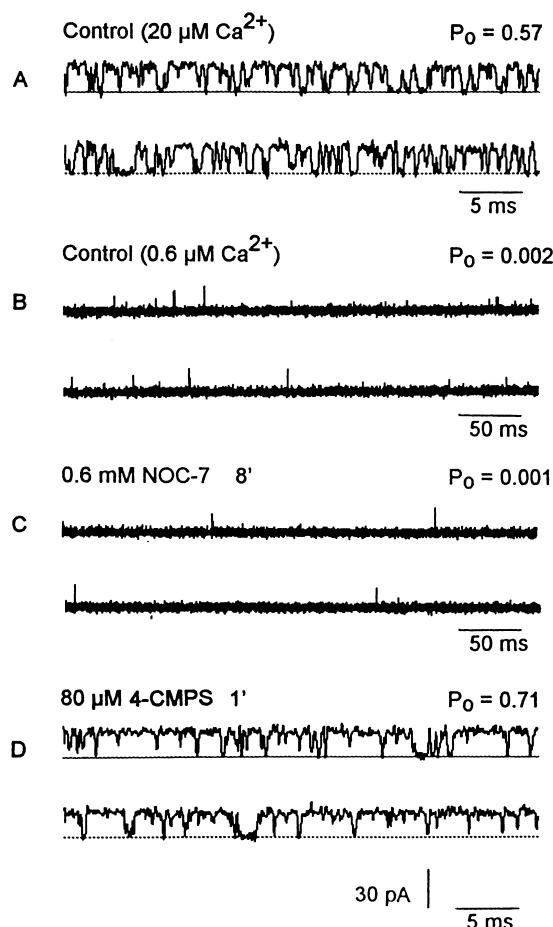 Control (20 µM Ca2+) Po = 0.57
A
5 ms
Control (0.6 µM Ca2+) Po = 0.002
B
50 ms
0.6 mM NOC-7 8' Po = 0.001
C
50 ms
80 µM 4-CMPS 1' Po = 0.71
D
30 pA
5 ms